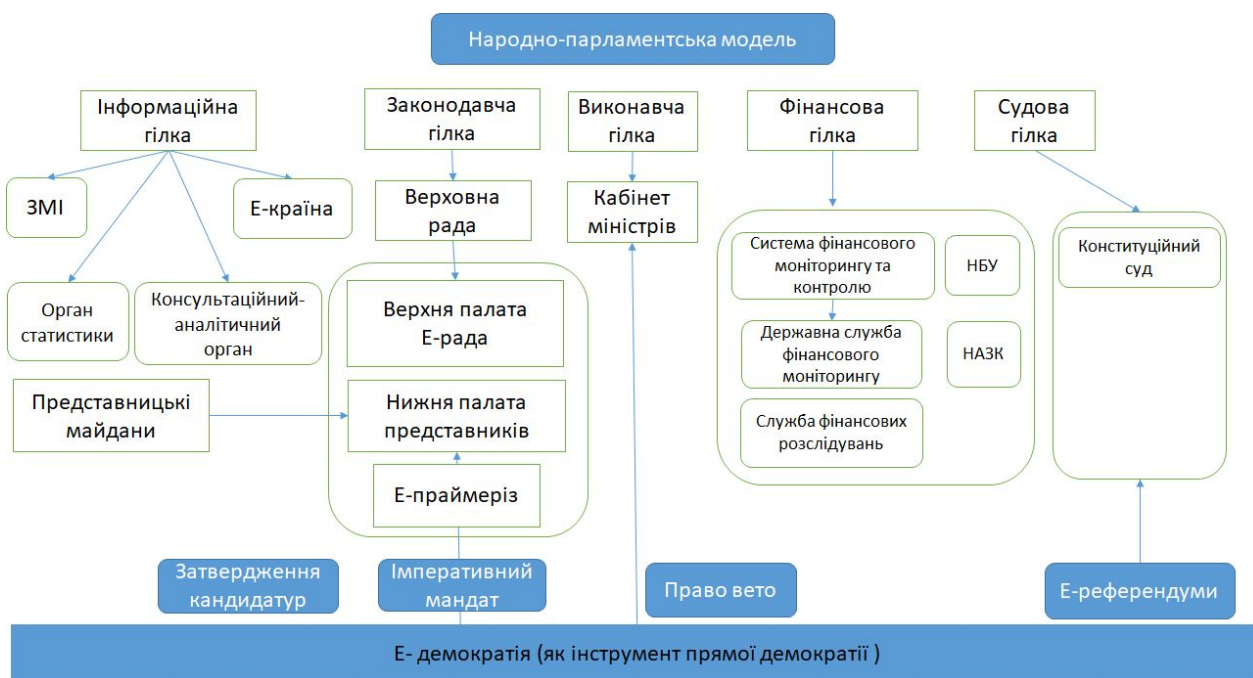 Народно-парламентська модель
Інформаційна
гілка
Законодавча
гілка
Виконавча
гілка
Фінансова
гілка
Судова
гілка
ЗМІ
Е-країна
Верховна
рада
Кабінет
міністрів
Орган
статистики
Консультаційний-
аналітичний
орган
Верхня палата
Е-рада
Система фінансового
моніторингу та
контролю
НБУ
Конституційний
суд
Державна служба
фінансового
моніторингу
НАЗК
Представницькі
майдани
Нижня палата
представників
Служба фінансових
розслідувань
Е-праймеріз
Затвердження
кандидатур
Імперативний
мандат
Право вето
Е-референдуми
Е- демократія (як інструмент прямої демократії )